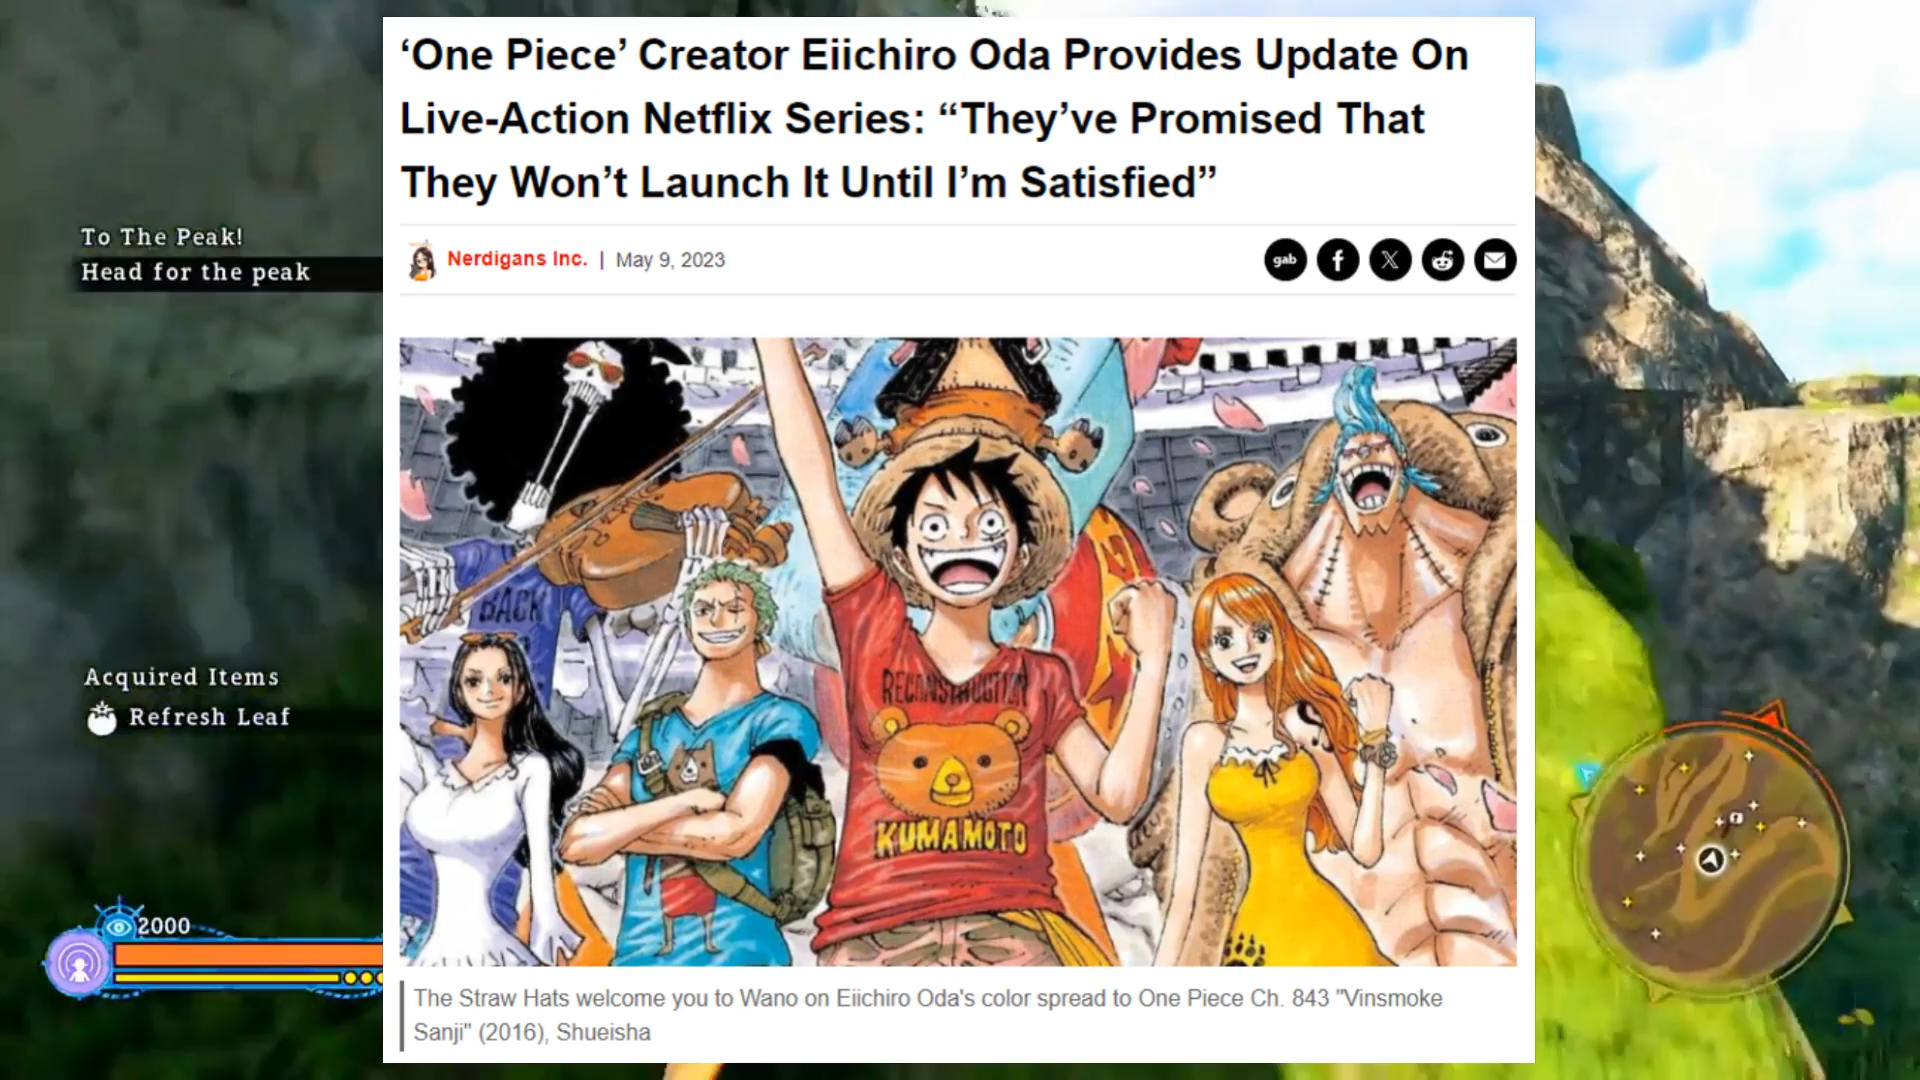 ‘One Piece’ Creator Eiichiro Oda Provides Update On
Live-Action Netflix Series: “They’ve Promised That
They Won’t Launch It Until I’m Satisfied”
Nerdigans Inc. | May 9, 2023
gab
To The Peak!
Head for the peak
BACK
RECONSTRUCTION
KUMAMOTO
Acquired Items
Refresh Leaf
2000
The Straw Hats welcome you to Wano on Eiichiro Oda's color spread to One Piece Ch. 843 "Vinsmoke
Sanji" (2016), Shueisha